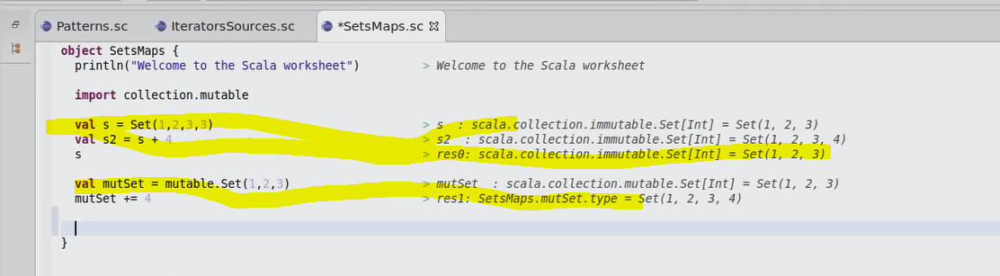 Patterns.sc IteratorsSources.sc *SetsMaps.sc
object SetsMaps {
println("Welcome to the Scala worksheet") > Welcome to the Scala worksheet
import collection.mutable
val s = Set(1,2,3,3) > s : scala.collection.immutable.Set[Int] = Set(1, 2, 3)
val s2 = s + 4 > s2 : scala.collection.immutable.Set[Int] = Set(1, 2, 3, 4)
s > res0: scala.collection.immutable.Set[Int] = Set(1, 2, 3)
val mutSet = mutable.Set(1,2,3) > mutSet : scala.collection.mutable.Set[Int] = Set(1, 2, 3)
mutSet += 4 > res1: SetsMaps.mutSet.type = Set(1, 2, 3, 4)
}